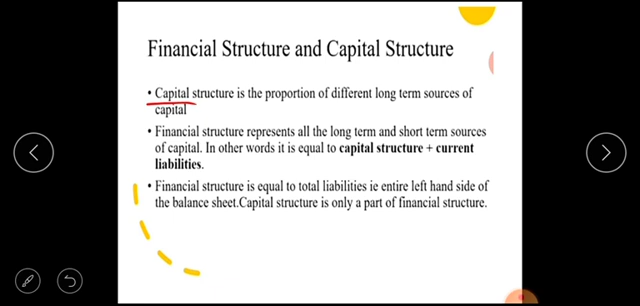 Financial Structure and Capital Structure
• Capital structure is the proportion of different long term sources of
capital
• Financial structure represents all the long term and short term sources
of capital. In other words it is equal to capital structure + current
liabilities.
• Financial structure is equal to total liabilities ie entire left hand side of
the balance sheet.Capital structure is only a part of financial structure.